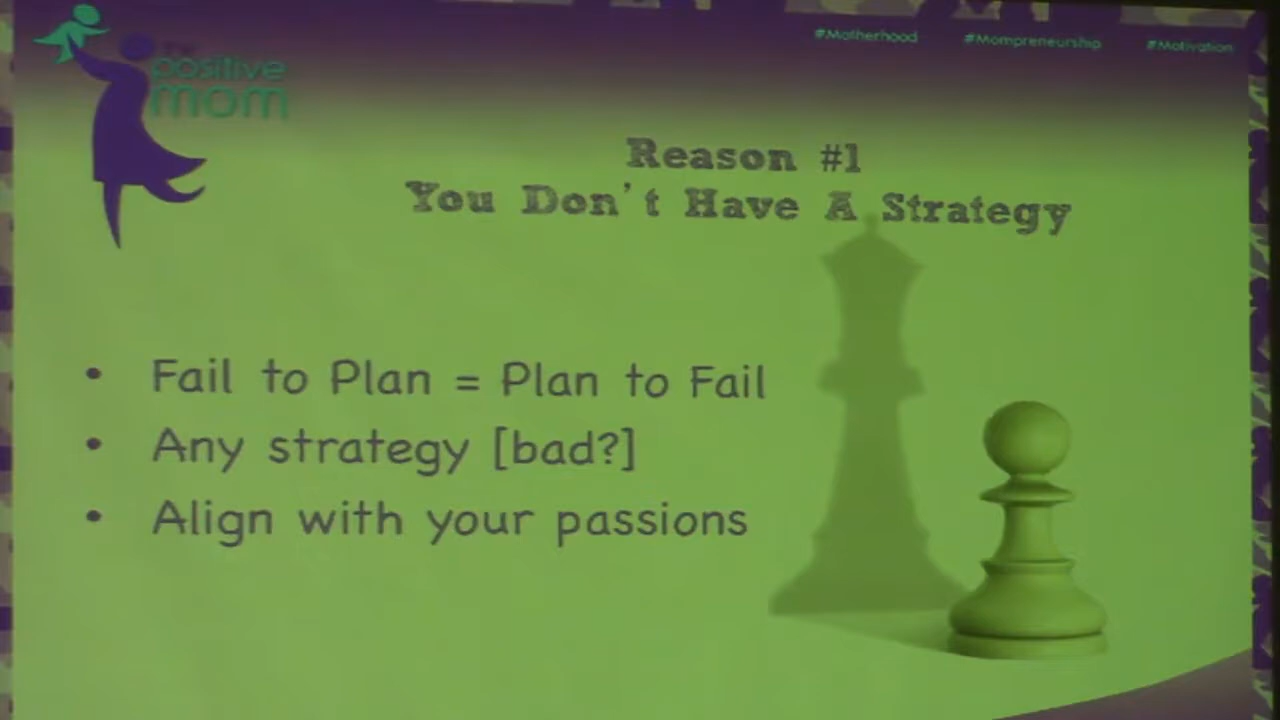 #Motherhood #Mompreneurship #Motivation
the
positive
mom
Reason #1
You Don't Have A Strategy
• Fail to Plan = Plan to Fail
• Any strategy [bad?]
• Align with your passions